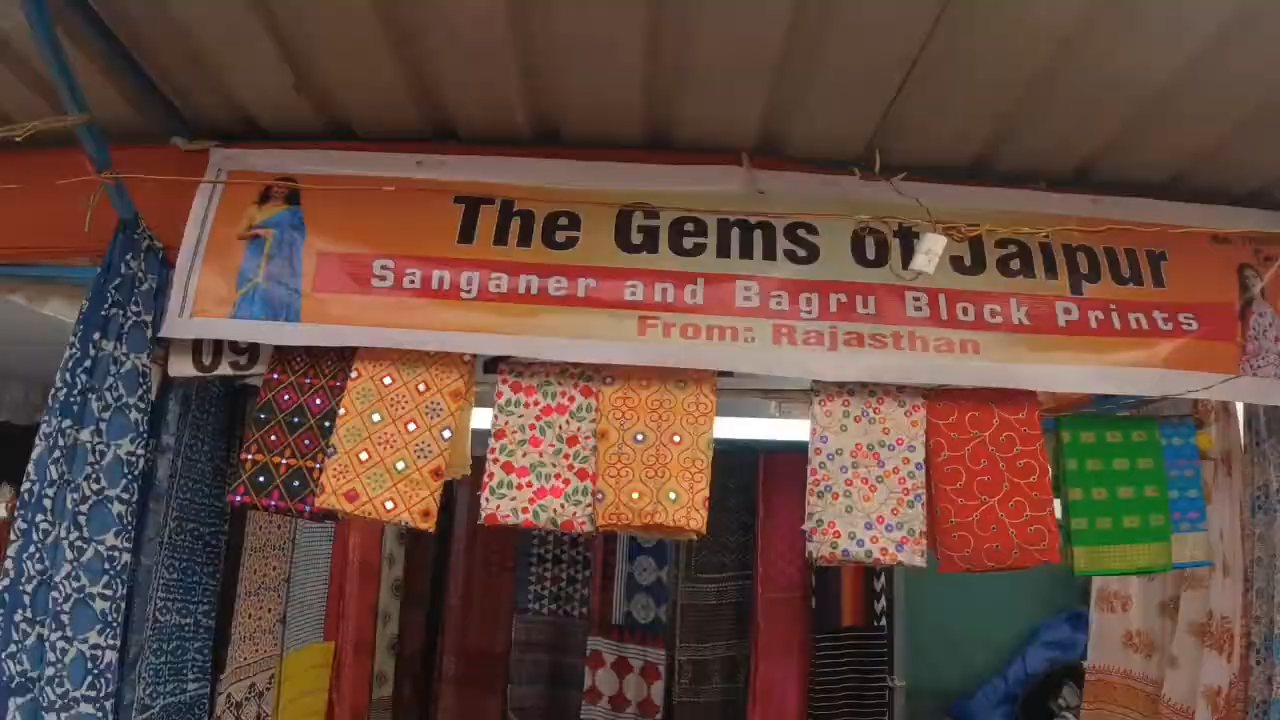 The Gems of Jaipur
Sanganer and Bagru Block Prints
From: Rajasthan
09